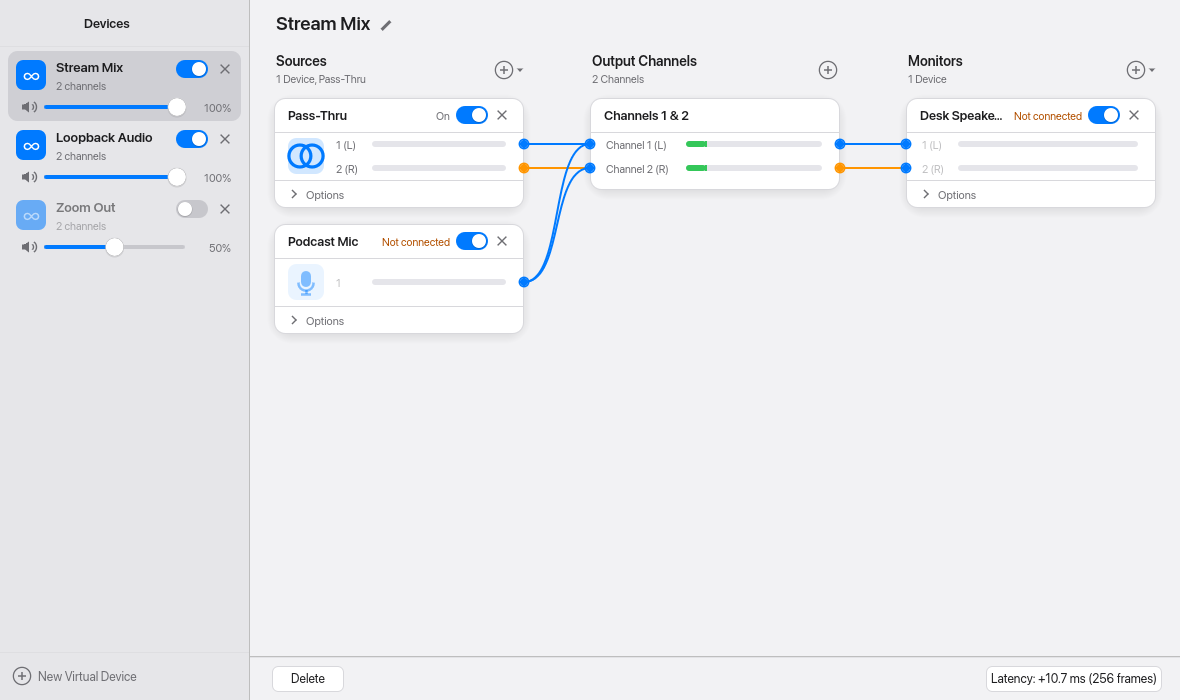 Devices
Stream Mix
2 channels
100%
Loopback Audio
2 channels
100%
Zoom Out
2 channels
50%
New Virtual Device
Stream Mix
Sources
1 Device, Pass-Thru
Output Channels
2 Channels
Monitors
1 Device
Pass-Thru
On
1 (L)
2 (R)
Options
Podcast Mic
Not connected
1
Options
Channels 1 & 2
Channel 1 (L)
Channel 2 (R)
Desk Speake...
Not connected
1 (L)
2 (R)
Options
Delete
Latency: +10.7 ms (256 frames)